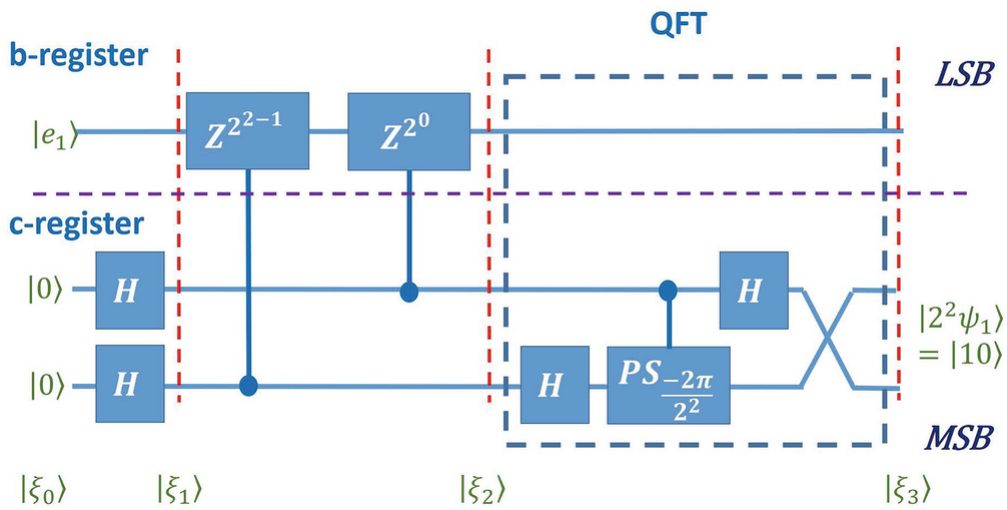 QFT
b-register
LSB
|e₁⟩
Z^{2^{2-1}}
Z^{2^0}
c-register
|0⟩
H
H
|2²ψ₁⟩
= |10⟩
|0⟩
H
H
PS_{\frac{-2π}{2²}}
MSB
|ξ₀⟩
|ξ₁⟩
|ξ₂⟩
|ξ₃⟩